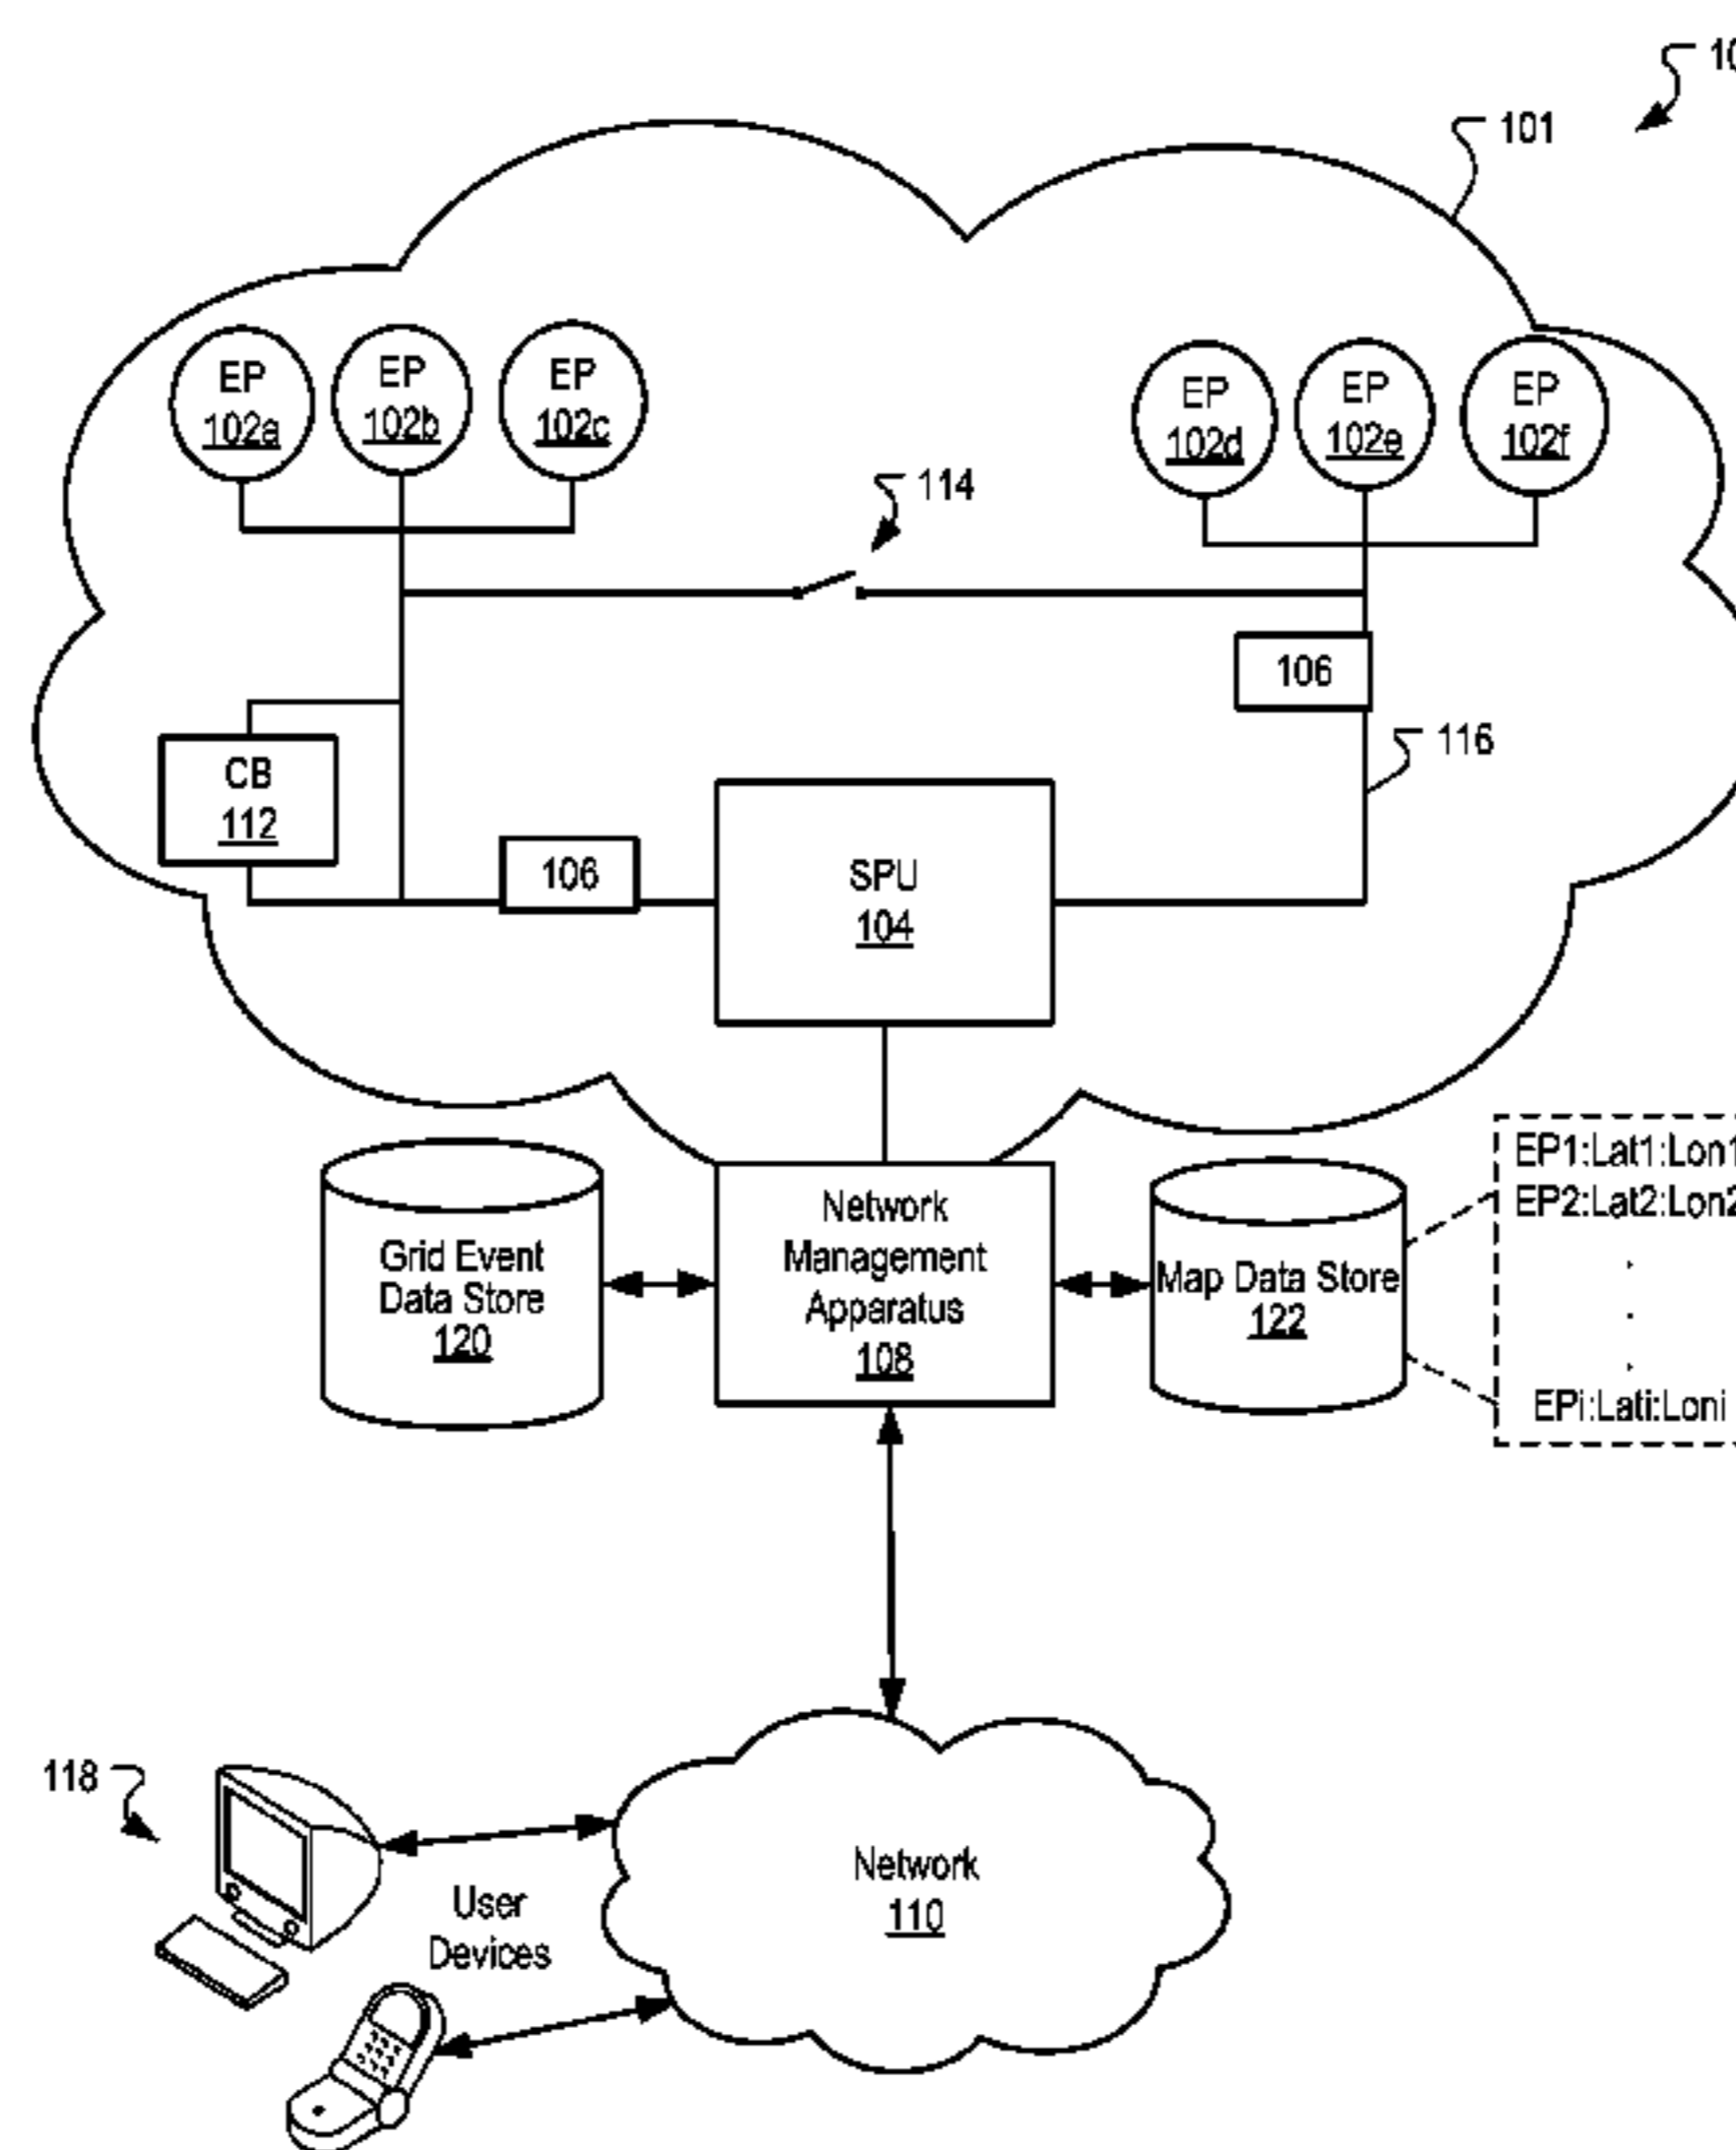 101
EP
102a
EP
102b
EP
102c
EP
102d
EP
102e
EP
102f
114
106
116
CB
112
106
SPU
104
Grid Event
Data Store
120
Network
Management
Apparatus
108
Map Data Store
122
EP1:Lat1:Lon1
EP2:Lat2:Lon2
.
.
.
EPi:Lati:Loni
118
User
Devices
Network
110